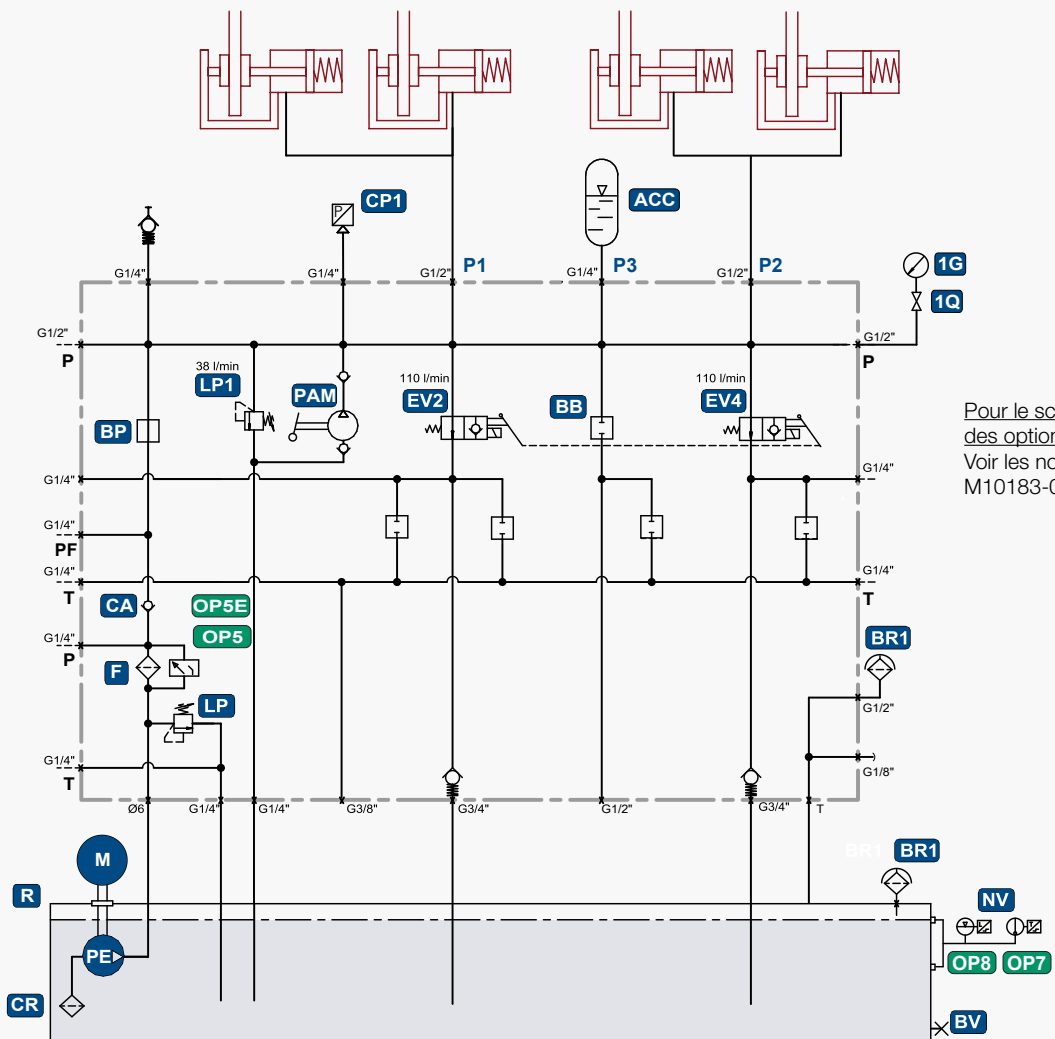 CP1
ACC
G1/4"
G1/4"
G1/2"
P1
G1/4"
P3
G1/2"
P2
1G
1Q
G1/2"
P
G1/2"
P
38 l/min
LP1
PAM
110 l/min
EV2
BB
110 l/min
EV4
BP
Pour le sc
des option
Voir les no
M10183-0
G1/4"
G1/4"
G1/4"
PF
G1/4"
T
G1/4"
T
CA
OP5E
OP5
G1/4"
P
F
BR1
G1/2"
LP
G1/4"
T
G1/8"
Ø6
G1/4"
G1/4"
G3/8"
G3/4"
G1/2"
G3/4"
T
M
BR1
BR1
R
NV
PE
OP8
OP7
CR
BV